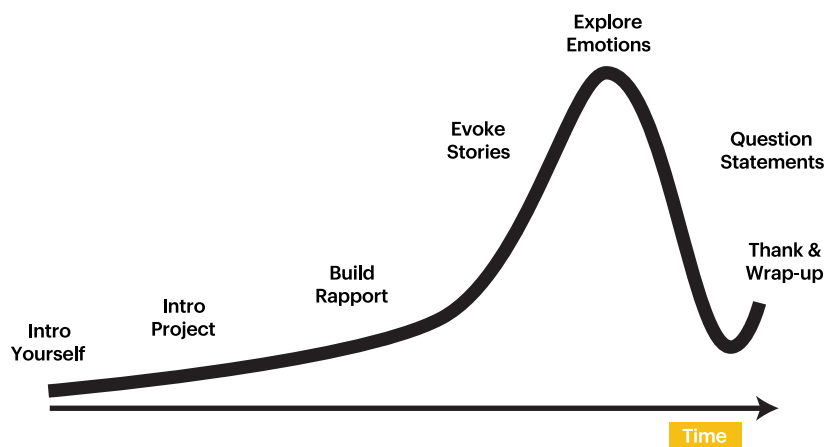 Intro
Yourself
Intro
Project
Build
Rapport
Evoke
Stories
Explore
Emotions
Question
Statements
Thank &
Wrap-up
Time